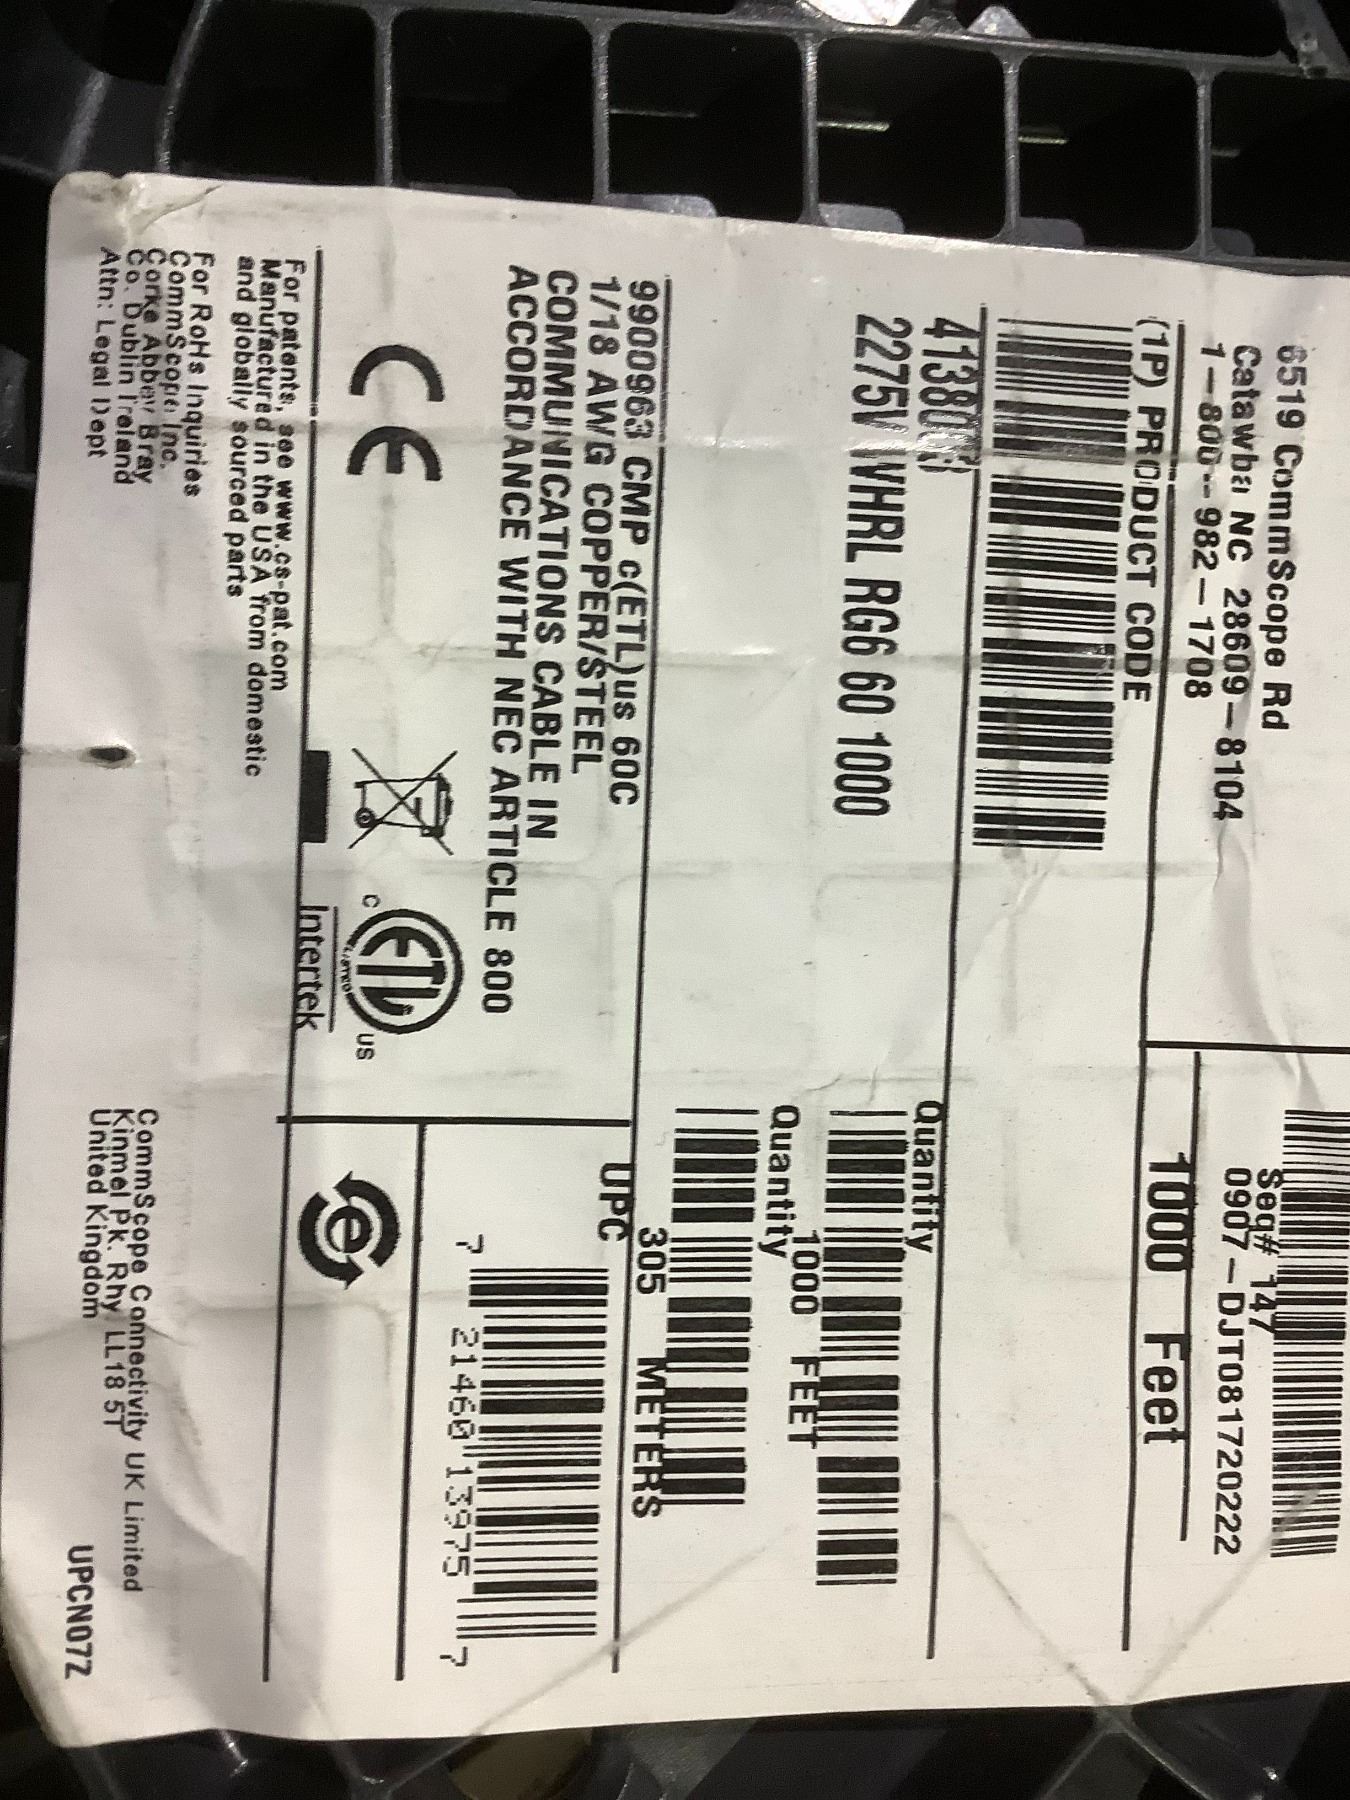 6519 CommScope Rd
Catawba NC 28609-8104
1-800-982-1708
Seq# 147
0907-DJT081720222
1000 Feet
(1P) PRODUCT CODE
2275V WHRL RG6 60 1000
Quantity
1000 FEET
Quantity
305 METERS
9900963 CMP c(ETL)us 60C
1/18 AWG COPPER/STEEL
COMMUNICATIONS CABLE IN
ACCORDANCE WITH NEC ARTICLE 800
UPC
7 21460 13975 7
CE
c ETL us
Intertek
e
For patents, see www.cs-pat.com
Manufactured in the USA from domestic
and globally sourced parts
For RoHs Inquiries
CommScope Inc.
Corke Abbey Bray
Co. Dublin Ireland
Attn: Legal Dept
CommScope Connectivity UK Limited
Kinmel Pk. Rhy. LL18 5T
United Kingdom
UPCN07Z